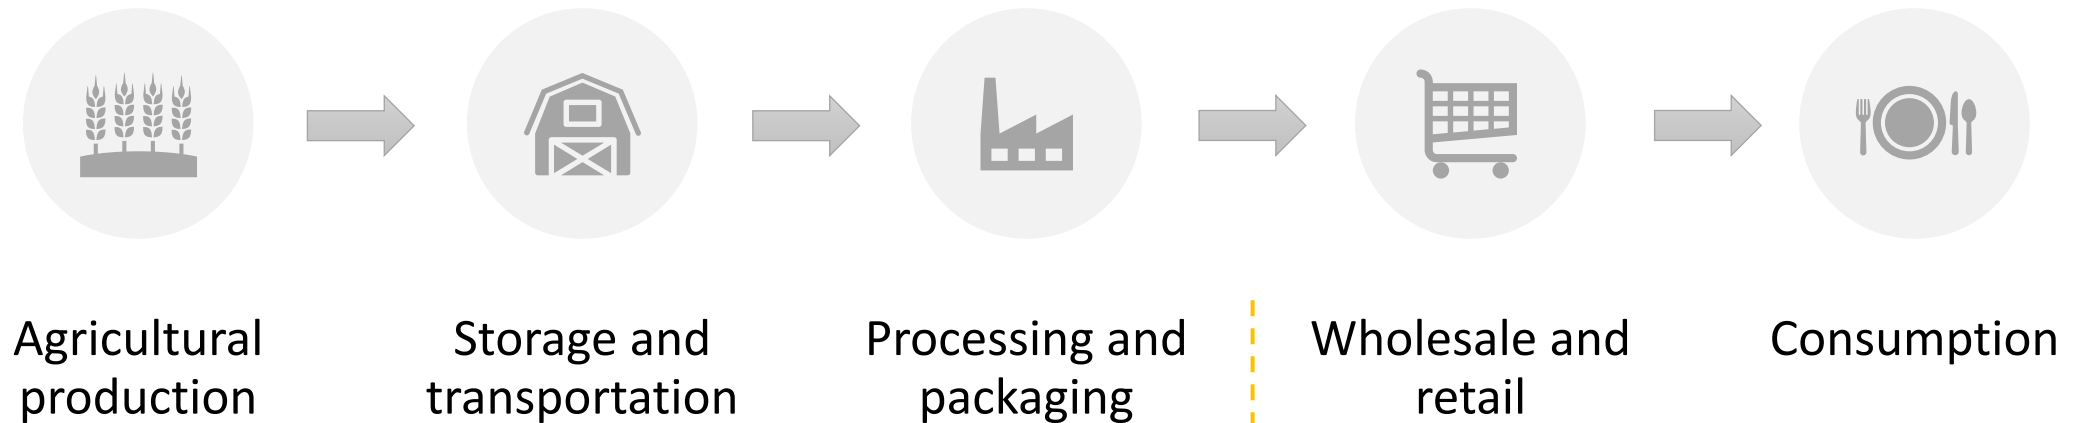 Agricultural
production
Storage and
transportation
Processing and
packaging
Wholesale and
retail
Consumption